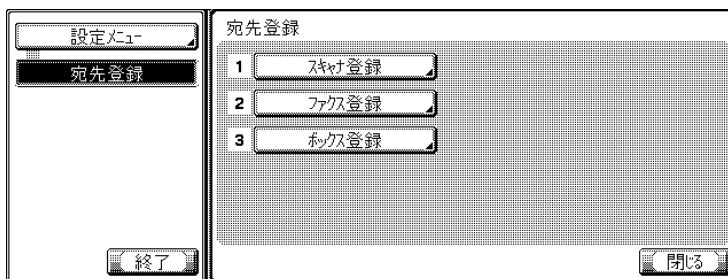 設定ﾒﾆｭｰ
宛先登録
終了
宛先登録
1 ｽｷｬﾅ登録
2 ﾌｧｸｽ登録
3 ﾎﾞｯｸｽ登録
閉じる